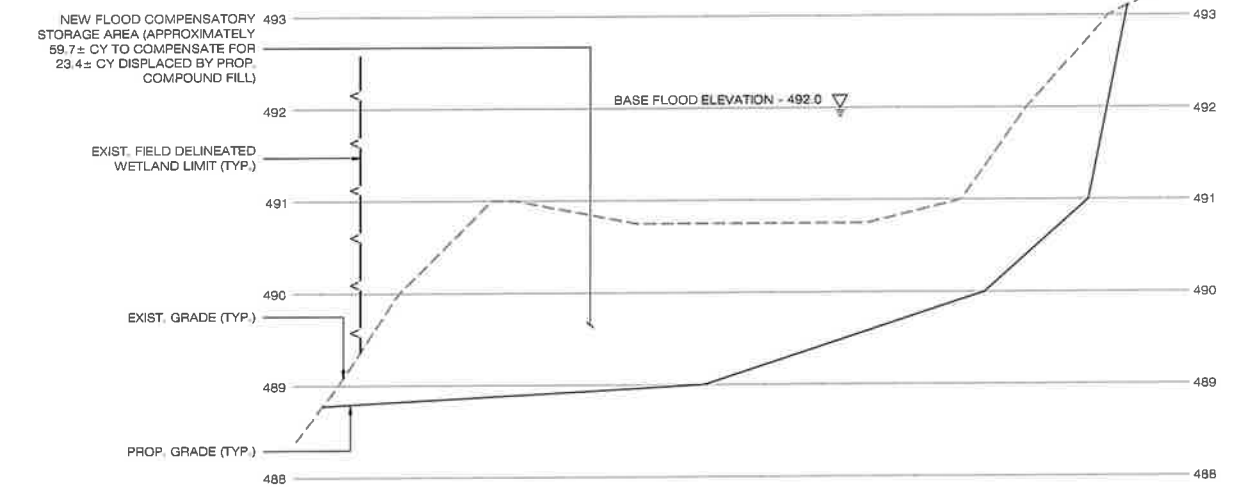 NEW FLOOD COMPENSATORY
STORAGE AREA (APPROXIMATELY
59.7± CY TO COMPENSATE FOR
23.4± CY DISPLACED BY PROP.
COMPOUND FILL)
493
493
BASE FLOOD ELEVATION - 492.0
492
492
EXIST. FIELD DELINEATED
WETLAND LIMIT (TYP.)
491
491
490
490
EXIST. GRADE (TYP.)
489
489
PROP. GRADE (TYP.)
488
488